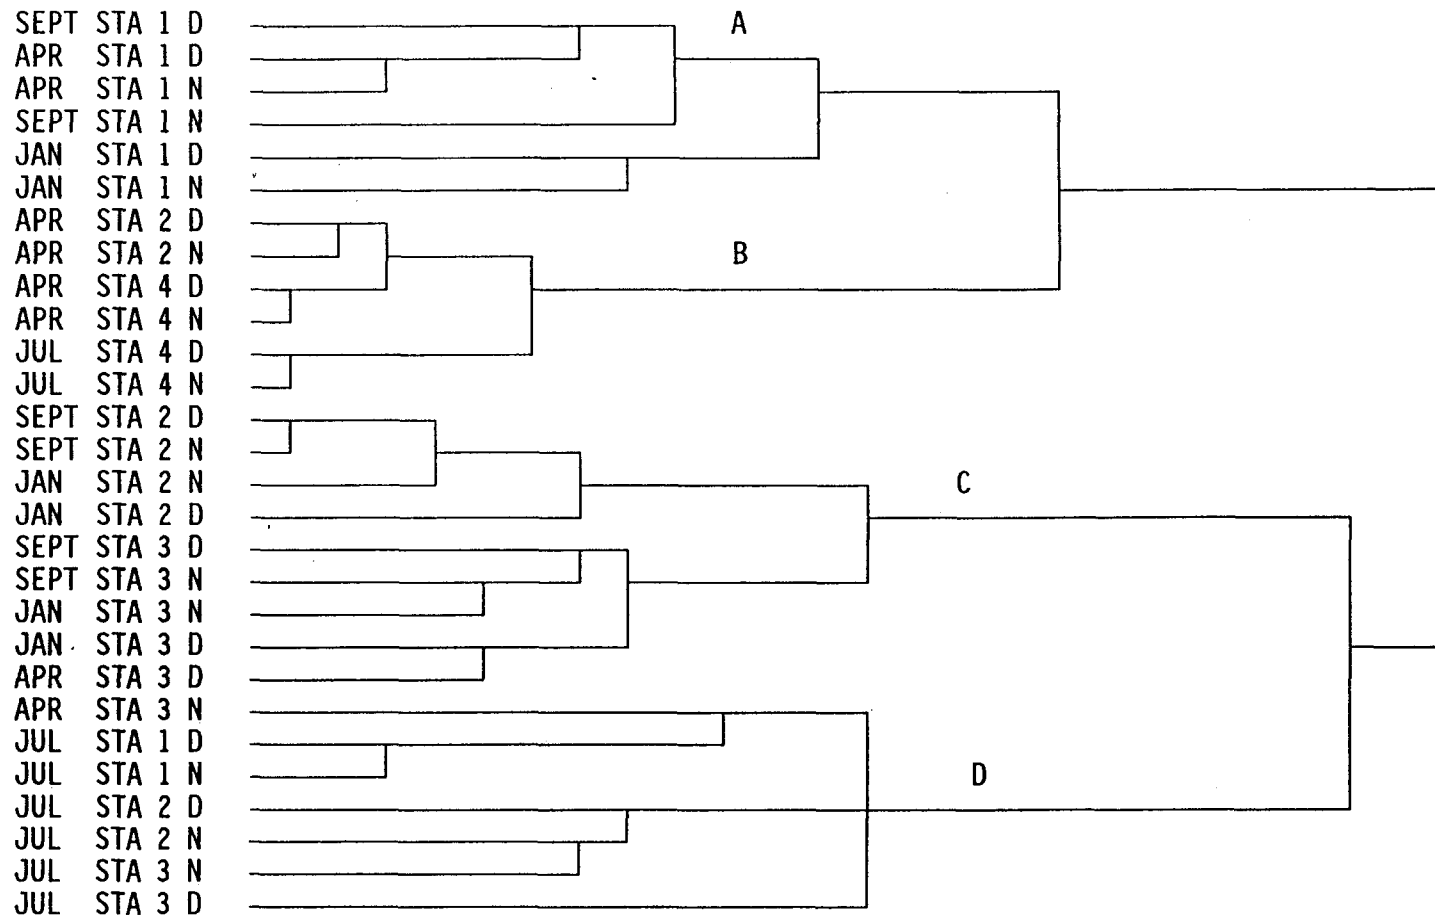 SEPT STA 1 D A
APR STA 1 D
APR STA 1 N
SEPT STA 1 N
JAN STA 1 D
JAN STA 1 N
APR STA 2 D
APR STA 2 N B
APR STA 4 D
APR STA 4 N
JUL STA 4 D
JUL STA 4 N
SEPT STA 2 D
SEPT STA 2 N
JAN STA 2 N C
JAN STA 2 D
SEPT STA 3 D
SEPT STA 3 N
JAN STA 3 N
JAN STA 3 D
APR STA 3 D
APR STA 3 N
JUL STA 1 D
JUL STA 1 N D
JUL STA 2 D
JUL STA 2 N
JUL STA 3 N
JUL STA 3 D